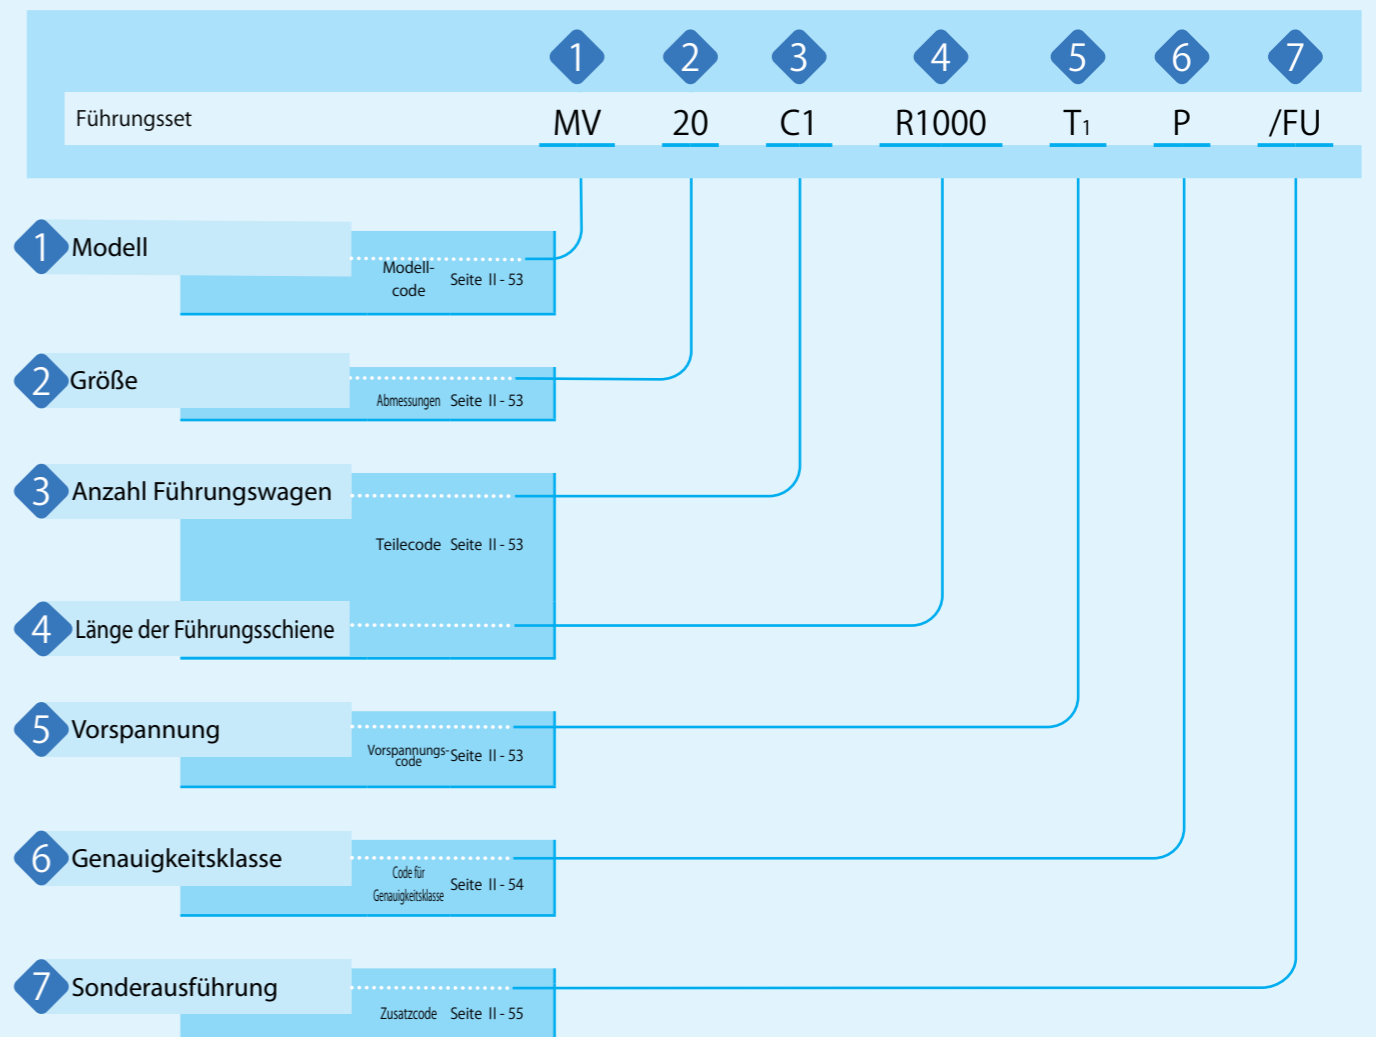 1 2 3 4 5 6 7
Führungsset MV 20 C1 R1000 T1 P /FU
1 Modell
Modell-
code Seite II - 53
2 Größe
Abmessungen Seite II - 53
3 Anzahl Führungswagen
Teilecode Seite II - 53
4 Länge der Führungsschiene
5 Vorspannung
Vorspannungs-
code Seite II - 53
6 Genauigkeitsklasse
Code für
Genauigkeitsklasse Seite II - 54
7 Sonderausführung
Zusatzcode Seite II - 55